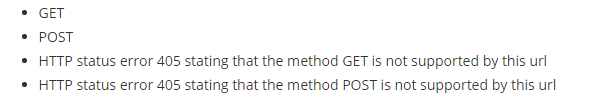 GET
POST
HTTP status error 405 stating that the method GET is not supported by this url
HTTP status error 405 stating that the method POST is not supported by this url